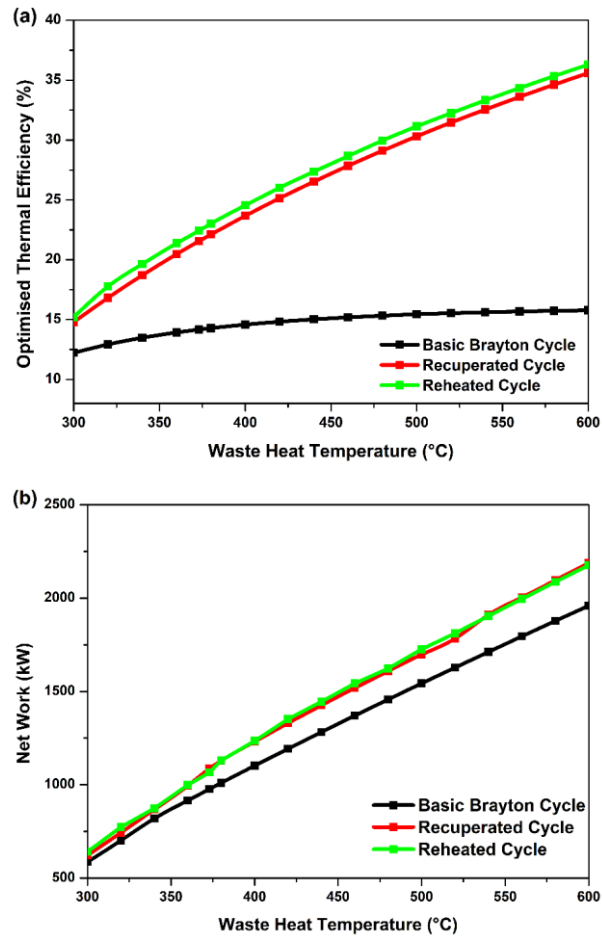 (a)
40
35
30
25
20
15
10
Optimised Thermal Efficiency (%)
Basic Brayton Cycle
Recuperated Cycle
Reheated Cycle
300 350 400 450 500 550 600
Waste Heat Temperature (°C)
(b)
2500
2000
1500
1000
500
Net Work (kW)
Basic Brayton Cycle
Recuperated Cycle
Reheated Cycle
300 350 400 450 500 550 600
Waste Heat Temperature (°C)